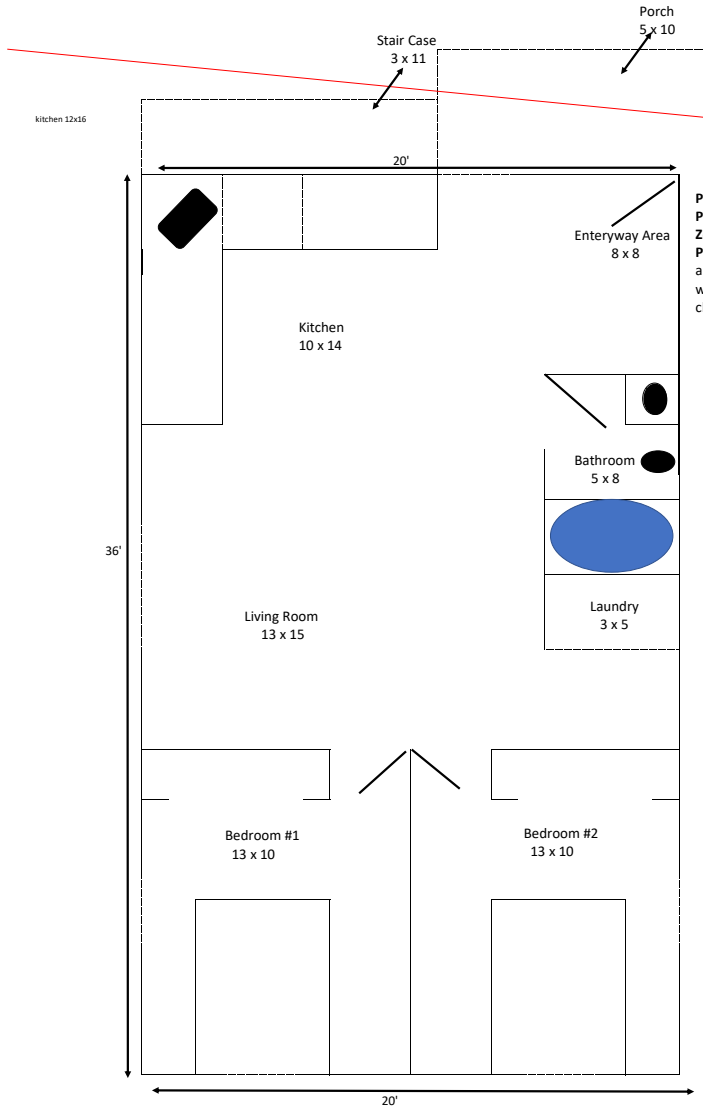 Porch
5 x 10
Stair Case
3 x 11
kitchen 12x16
20'
P
P
Z
P
a
w
c
Enteryway Area
8 x 8
Kitchen
10 x 14
Bathroom
5 x 8
36'
Laundry
3 x 5
Living Room
13 x 15
Bedroom #1
13 x 10
Bedroom #2
13 x 10
20'